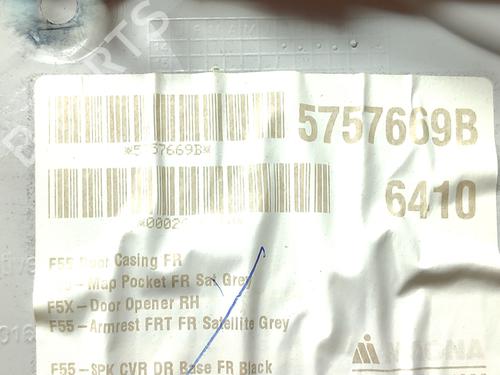 5757669B
*5757669B*
6410
F55 Door Casing FR
Map Pocket FR Sat Grey
F5X-Door Opener RH
F55-Armrest FRT FR Satellite Grey
F55-SPK CVR DR Base FR Black